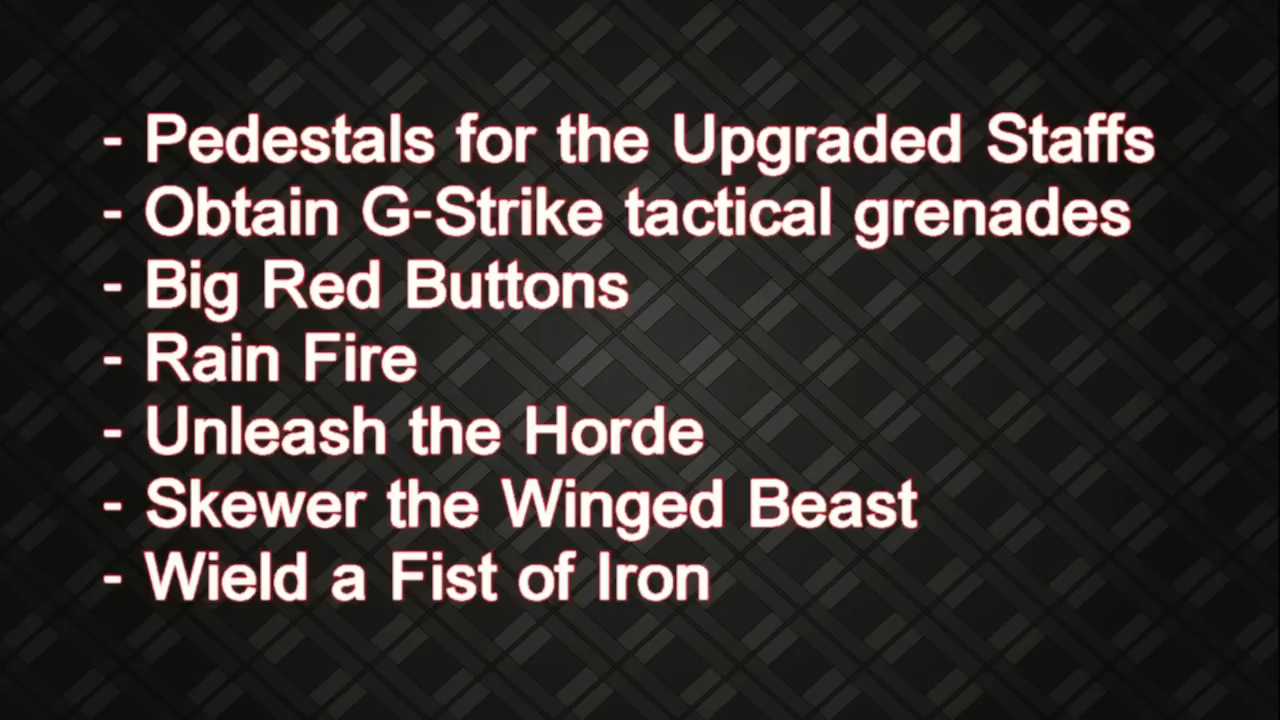 - Pedestals for the Upgraded Staffs
- Obtain G-Strike tactical grenades
- Big Red Buttons
- Rain Fire
- Unleash the Horde
- Skewer the Winged Beast
- Wield a Fist of Iron